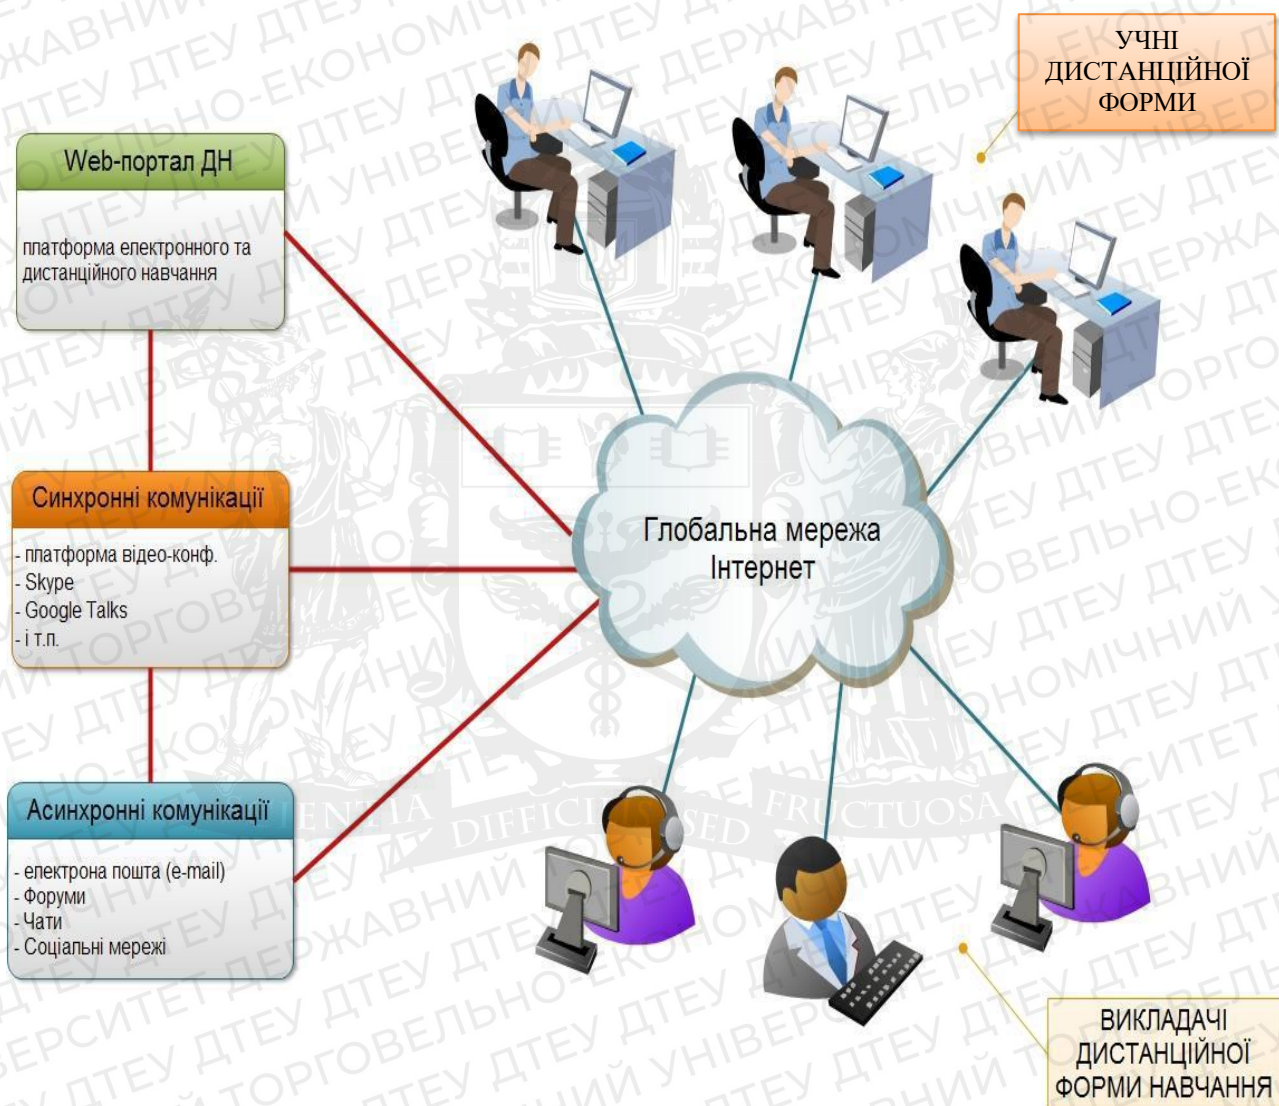 УЧНІ
ДИСТАНЦІЙНОЇ
ФОРМИ
Web-портал ДН
платформа електронного та
дистанційного навчання
Синхронні комунікації
- платформа відео-конф.
- Skype
- Google Talks
- і т.п.
Глобальна мережа
Інтернет
Асинхронні комунікації
- електрона пошта (e-mail)
- Форуми
- Чати
- Соціальні мережі
ВИКЛАДАЧІ
ДИСТАНЦІЙНОЇ
ФОРМИ НАВЧАННЯ